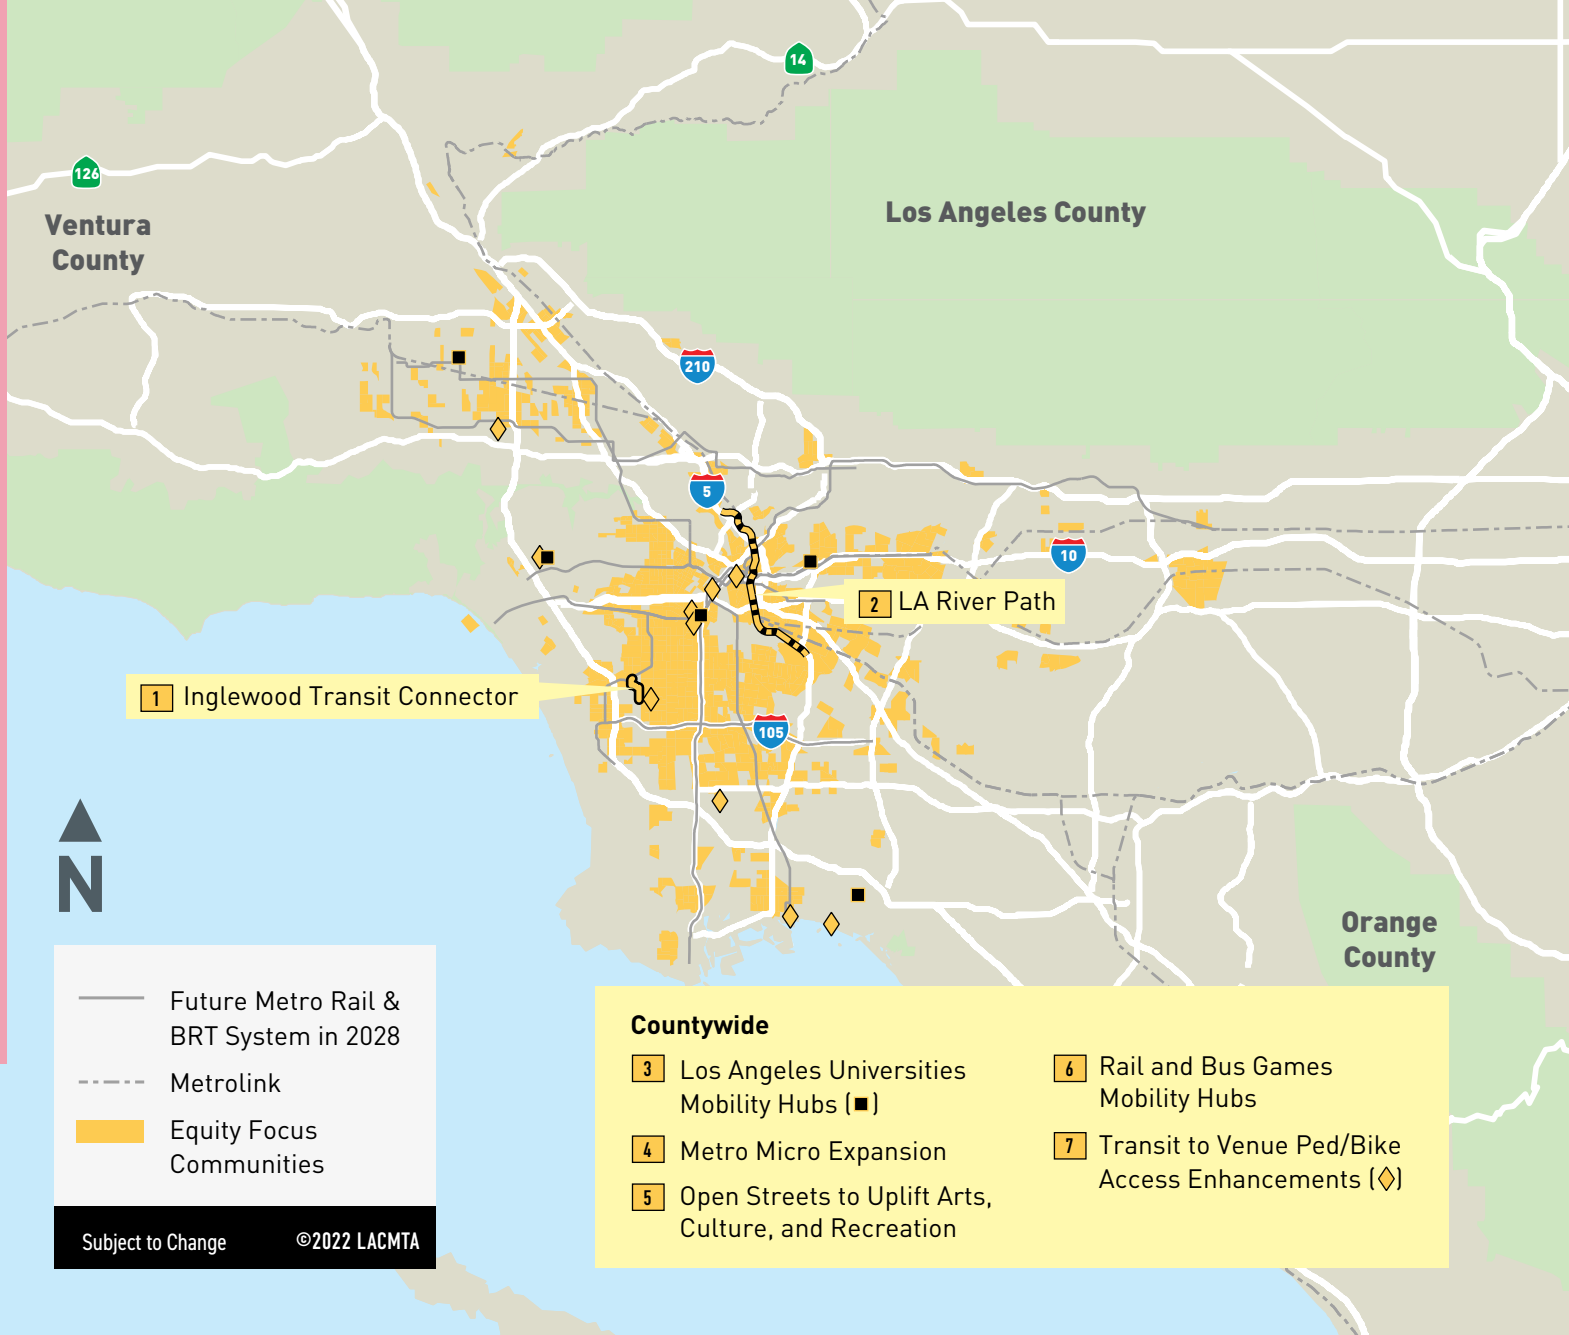 14
126
Ventura
County
Los Angeles County
210
5
10
2 LA River Path
1 Inglewood Transit Connector
105
N
Orange
County
Future Metro Rail &
BRT System in 2028
Metrolink
Equity Focus
Communities
Subject to Change ©2022 LACMTA
Countywide
3 Los Angeles Universities
Mobility Hubs (■)
4 Metro Micro Expansion
5 Open Streets to Uplift Arts,
Culture, and Recreation
6 Rail and Bus Games
Mobility Hubs
7 Transit to Venue Ped/Bike
Access Enhancements (◇)